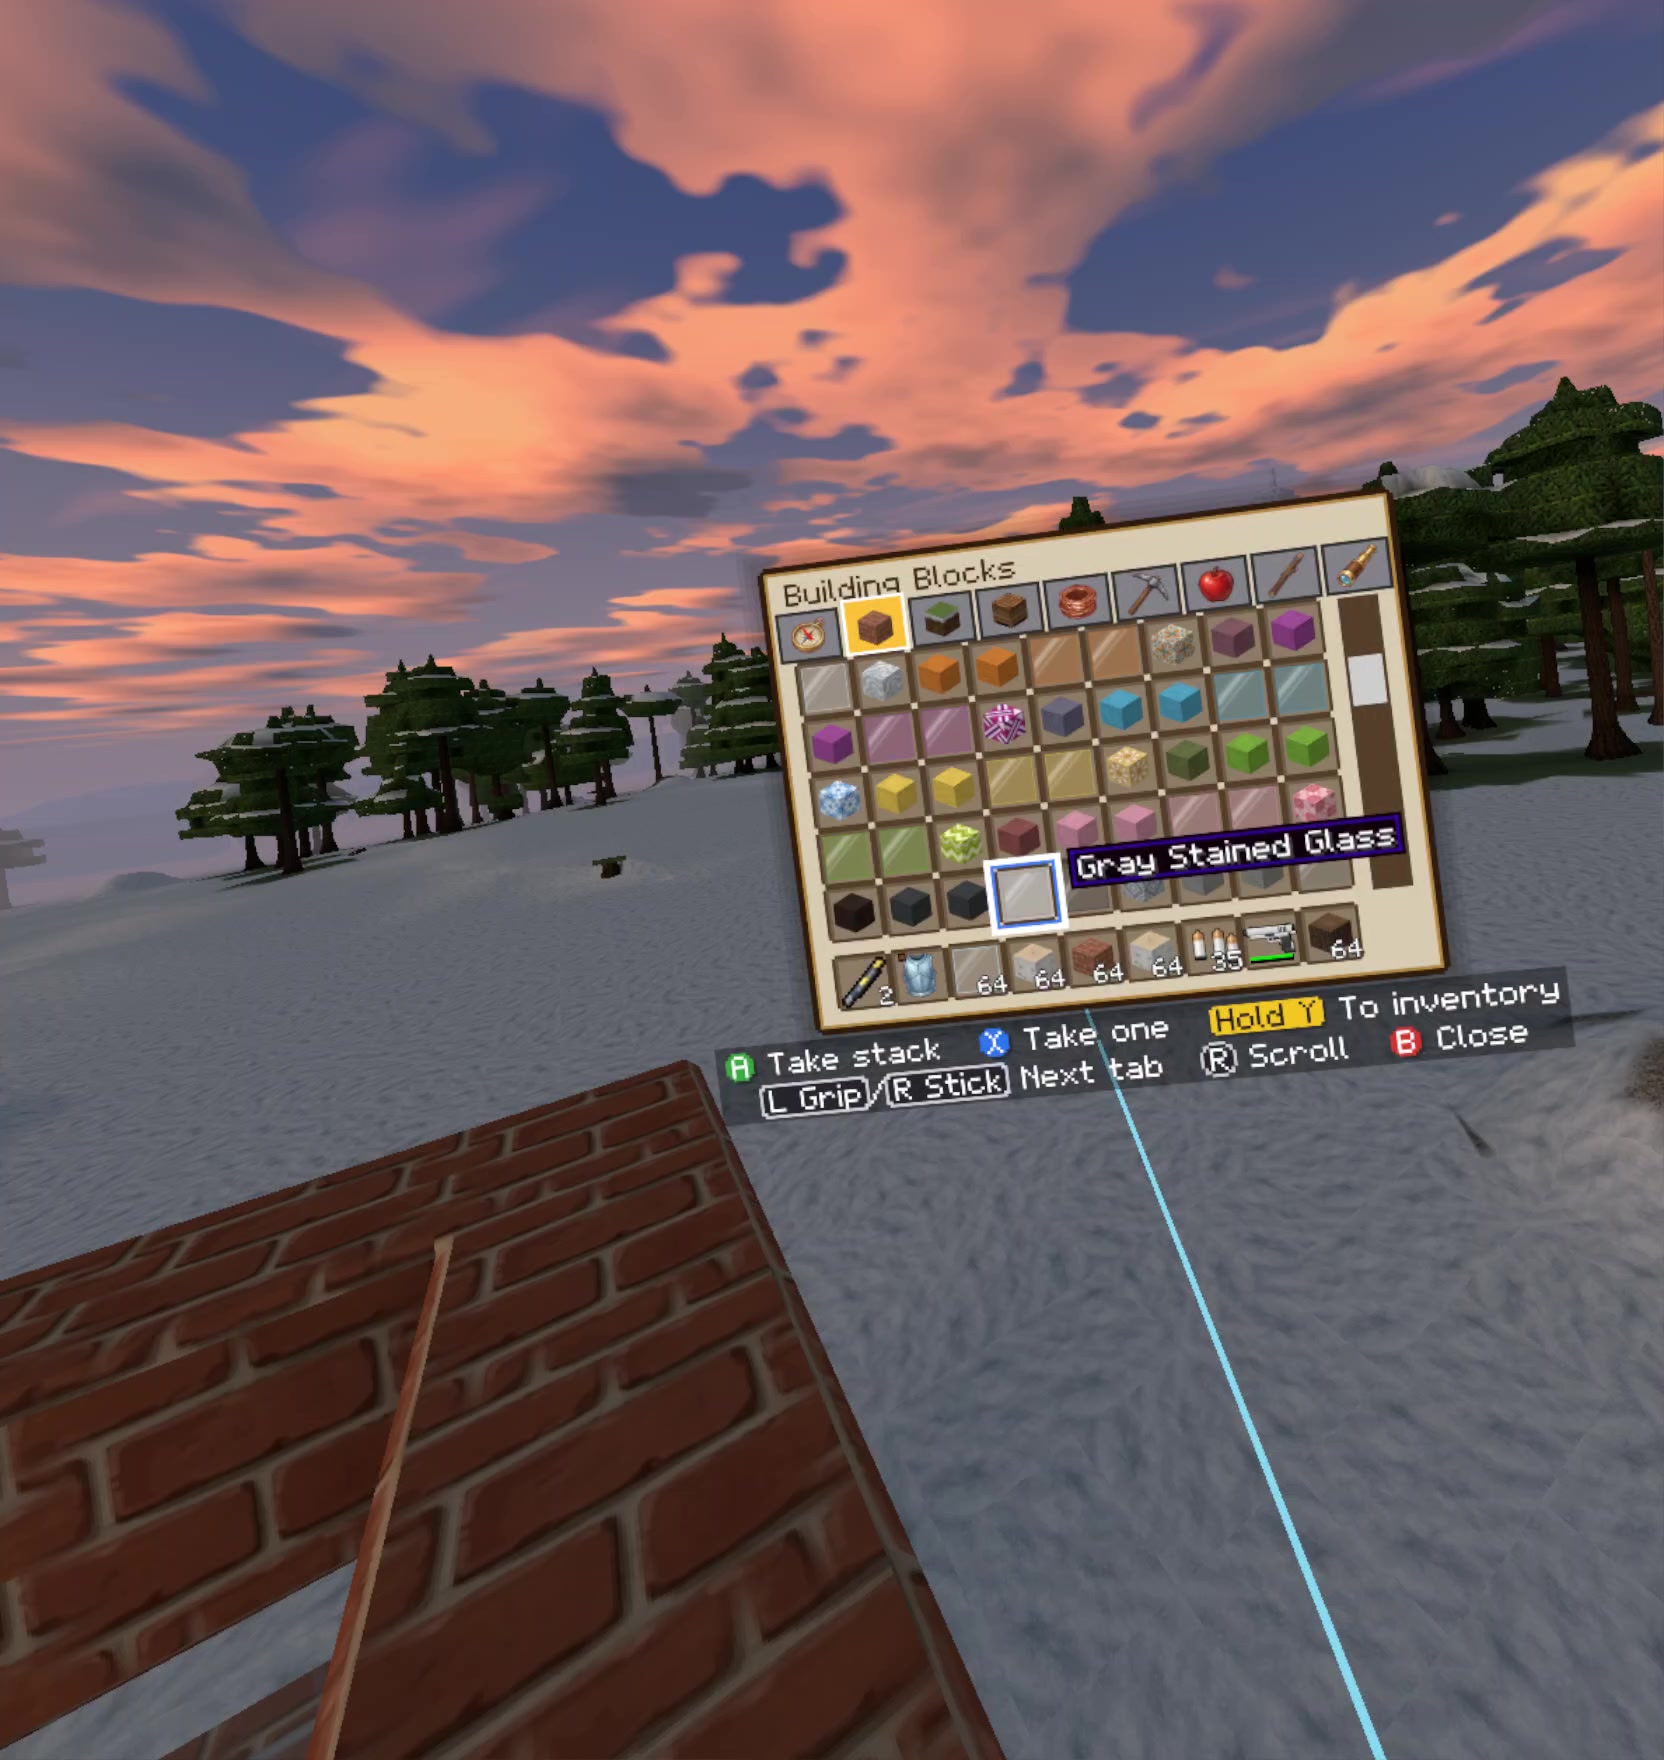 Building Blocks
Gray Stained Glass
2 64 64 64 64 35 64
A Take stack X Take one Hold Y To inventory
L Grip/R Stick Next tab R Scroll B Close